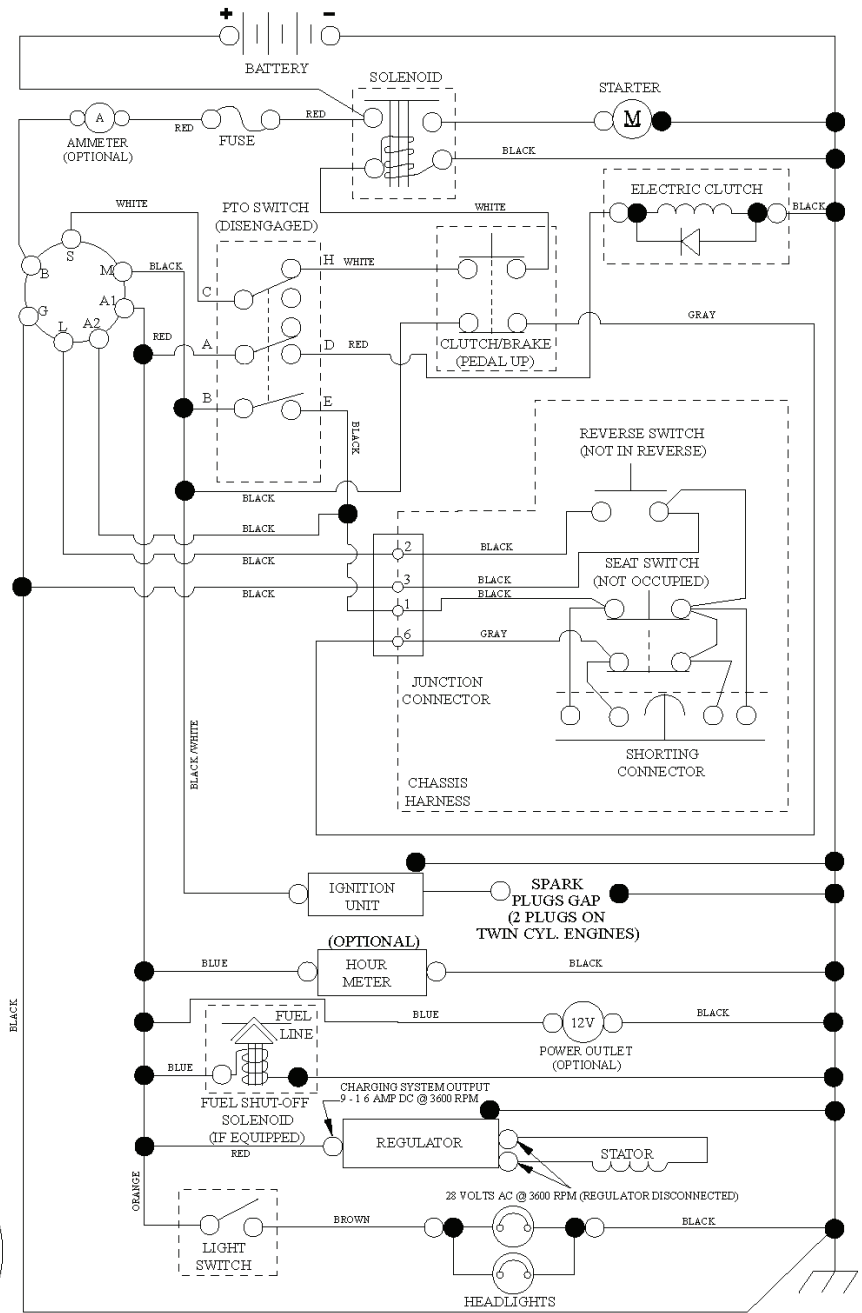 + -
BATTERY
SOLENOID
STARTER
A
RED
FUSE
RED
M
AMMETER
(OPTIONAL)
BLACK
ELECTRIC CLUTCH
WHITE
PTO SWITCH
(DISENGAGED)
WHITE
BLACK
S
B
M
BLACK
H
WHITE
G
A1
C
L
A2
RED
A
D
RED
GRAY
CLUTCH/BRAKE
(PEDAL UP)
B
E
BLACK
REVERSE SWITCH
(NOT IN REVERSE)
BLACK
BLACK
BLACK
2
BLACK
SEAT SWITCH
(NOT OCCUPIED)
BLACK
3
BLACK
BLACK
1
6
GRAY
JUNCTION
CONNECTOR
SHORTING
CONNECTOR
CHASSIS
HARNESS
BLACK/WHITE
IGNITION
UNIT
SPARK
PLUGS GAP
(2 PLUGS ON
TWIN CYL. ENGINES)
(OPTIONAL)
HOUR
METER
BLUE
BLACK
BLACK
FUEL
LINE
BLUE
12V
BLACK
POWER OUTLET
(OPTIONAL)
BLUE
FUEL SHUT-OFF
SOLENOID
(IF EQUIPPED)
CHARGING SYSTEM OUTPUT
9 - 1 6 AMP DC @ 3600 RPM
RED
REGULATOR
STATOR
28 VOLTS AC @ 3600 RPM (REGULATOR DISCONNECTED)
ORANGE
BROWN
BLACK
LIGHT
SWITCH
HEADLIGHTS